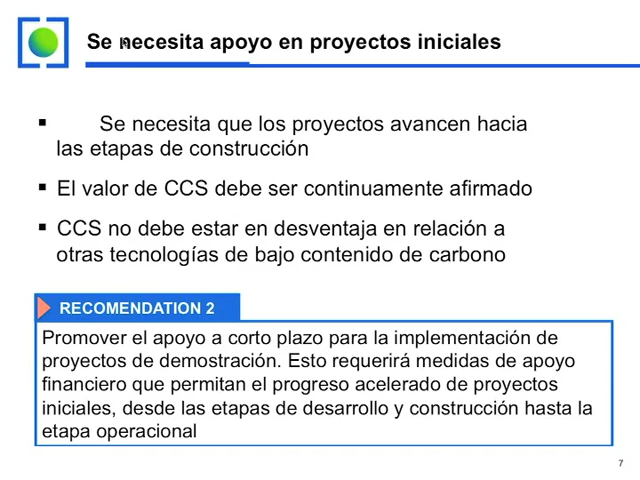 Se necesita apoyo en proyectos iniciales
Se necesita que los proyectos avancen hacia
las etapas de construcción
El valor de CCS debe ser continuamente afirmado
CCS no debe estar en desventaja en relación a
otras tecnologías de bajo contenido de carbono
RECOMENDATION 2
Promover el apoyo a corto plazo para la implementación de
proyectos de demostración. Esto requerirá medidas de apoyo
financiero que permitan el progreso acelerado de proyectos
iniciales, desde las etapas de desarrollo y construcción hasta la
etapa operacional
7